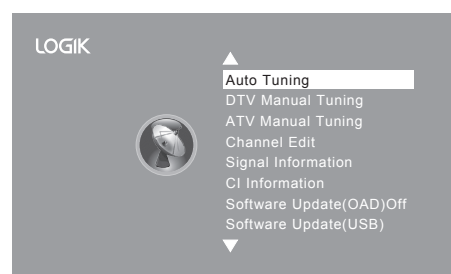 LOGIK
Auto Tuning
DTV Manual Tuning
ATV Manual Tuning
Channel Edit
Signal Information
CI Information
Software Update(OAD)Off
Software Update(USB)